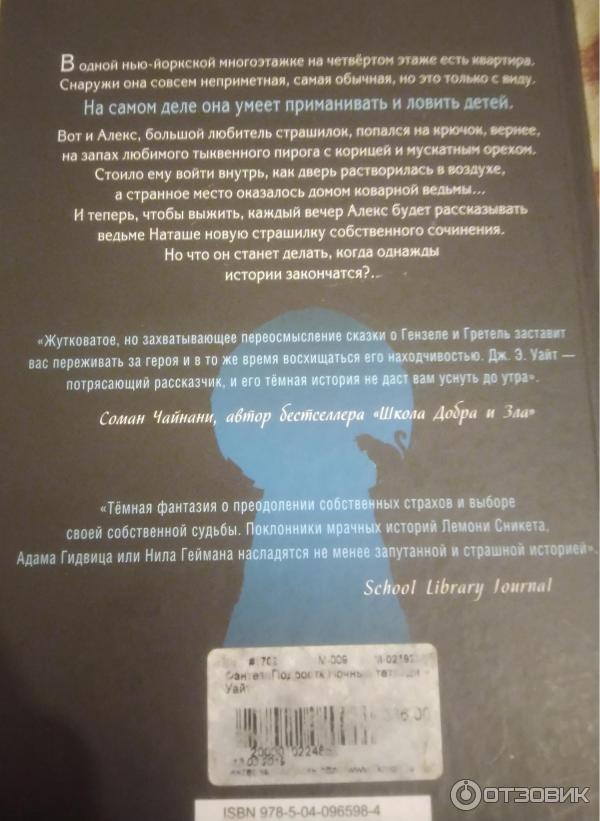 В одной нью-йоркской многоэтажке на четвёртом этаже есть квартира.
Снаружи она совсем неприметная, самая обычная, но это только с виду.
На самом деле она умеет приманивать и ловить детей.
Вот и Алекс, большой любитель страшилок, попался на крючок, вернее,
на запах любимого тыквенного пирога с корицей и мускатным орехом.
Стоило ему войти внутрь, как дверь растворилась в воздухе,
а странное место оказалось домом коварной ведьмы...
И теперь, чтобы выжить, каждый вечер Алекс будет рассказывать
ведьме Наташе новую страшилку собственного сочинения.
Но что он станет делать, когда однажды
истории закончатся?..
«Жутковатое, но захватывающее переосмысление сказки о Гензеле и Гретель заставит
вас переживать за героя и в то же время восхищаться его находчивостью. Дж. Э. Уайт —
потрясающий рассказчик, и его тёмная история не даст вам уснуть до утра».
Соман Чайнани, автор бестселлера «Школа Добра и Зла»
«Тёмная фантазия о преодолении собственных страхов и выборе
своей собственной судьбы. Поклонники мрачных историй Лемони Сникета,
Адама Гидвица или Нила Геймана насладятся не менее запутанной и страшной историей».
School Library Journal
Уайт
ISBN 978-5-04-096598-4
ОТЗОВИК